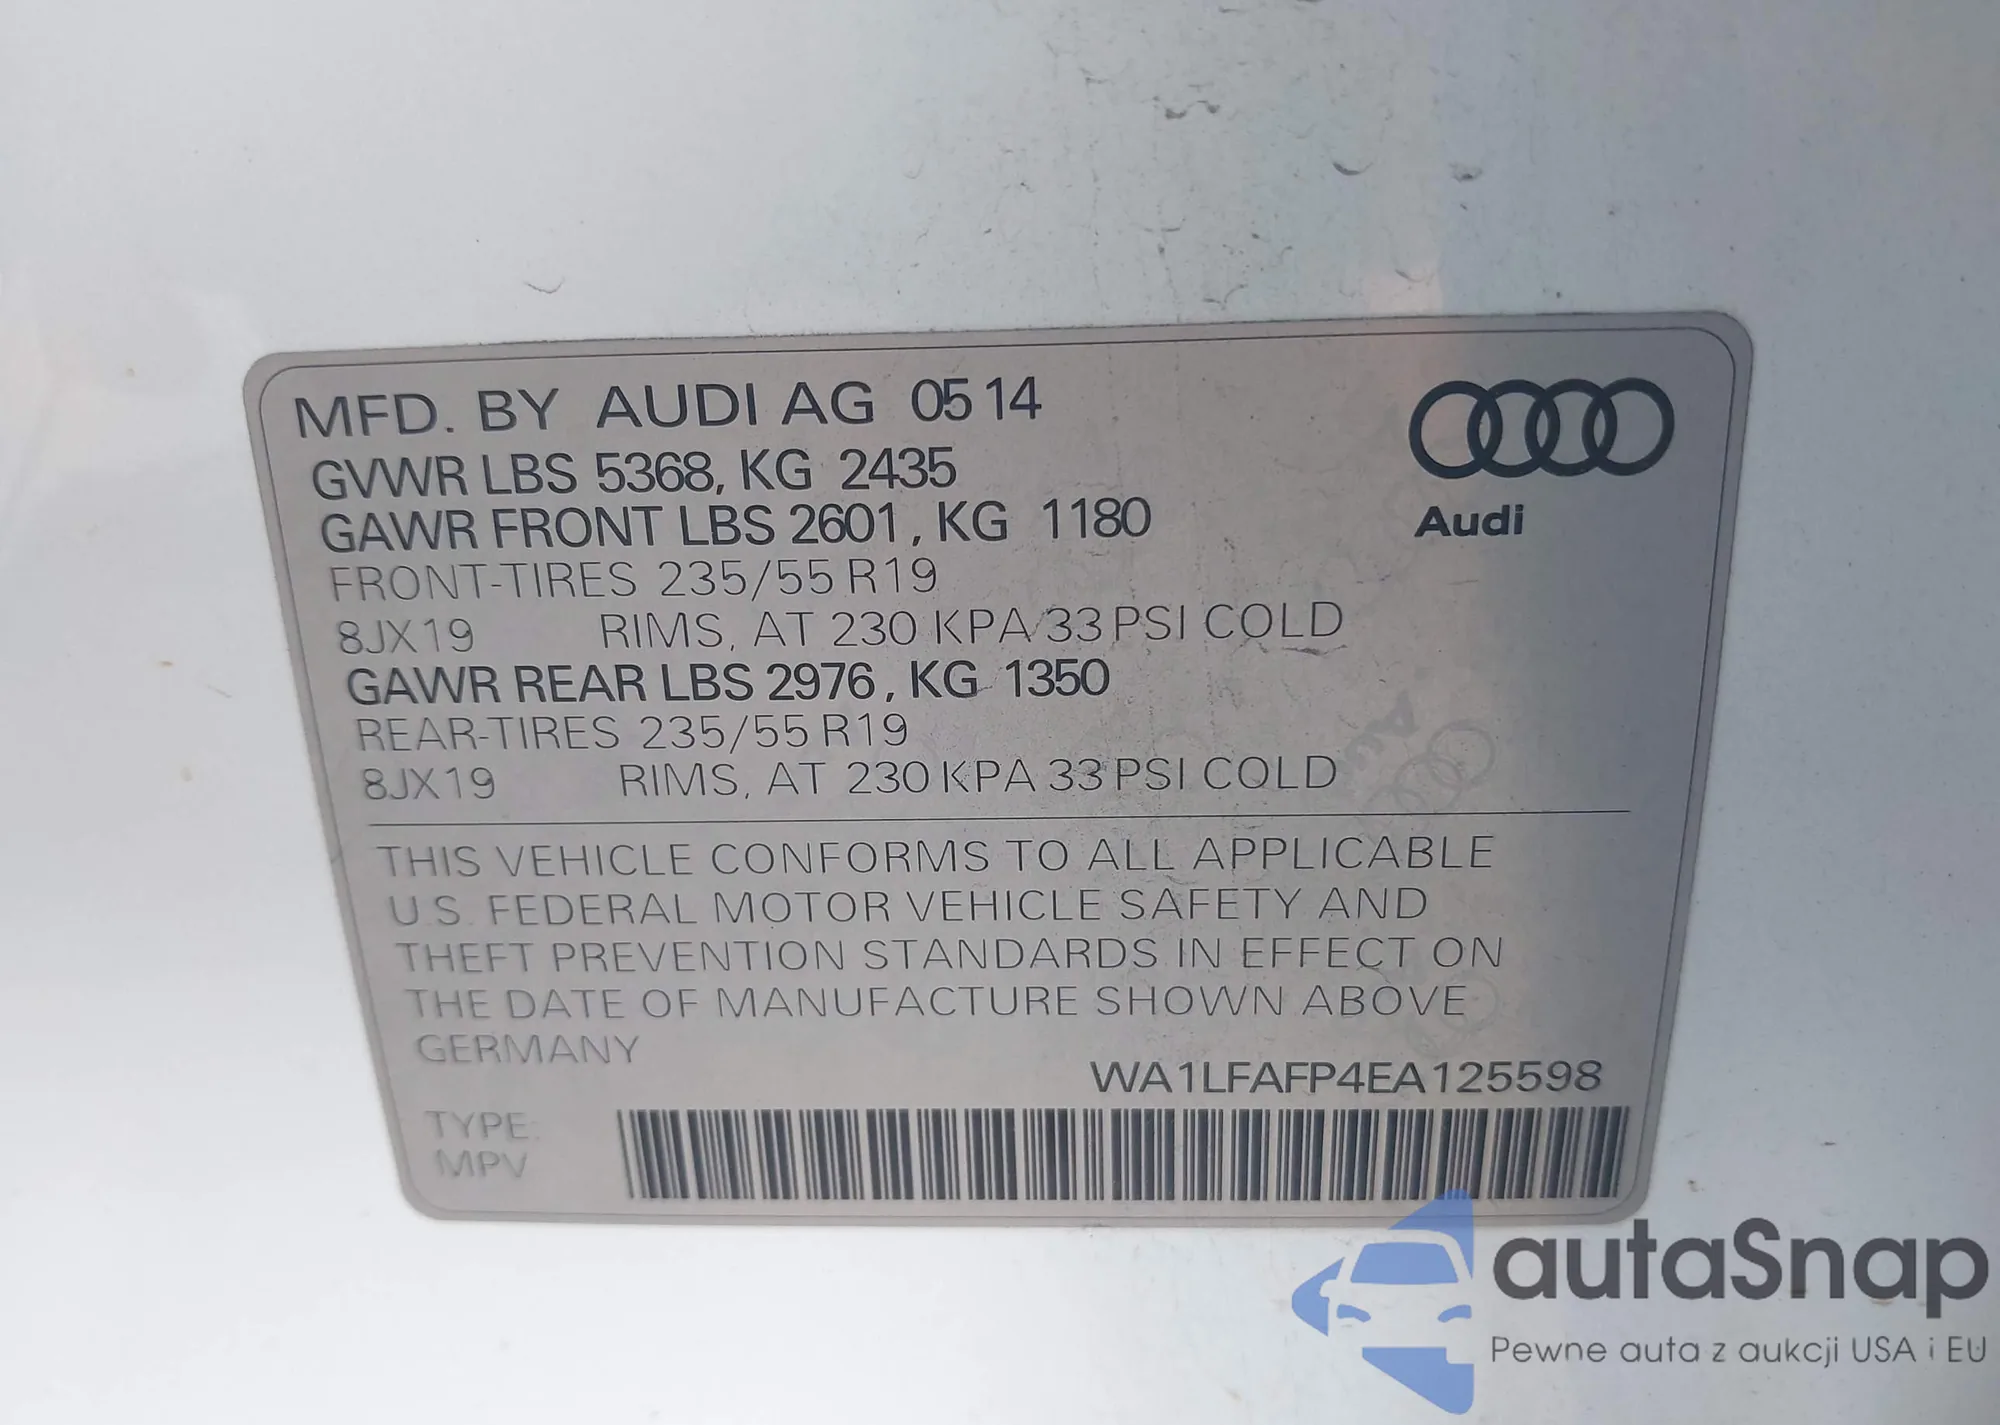 MFD. BY AUDI AG 05 14
GVWR LBS 5368, KG 2435
GAWR FRONT LBS 2601, KG 1180
FRONT-TIRES 235/55 R19
8JX19 RIMS, AT 230 KPA/33 PSI COLD
GAWR REAR LBS 2976, KG 1350
REAR-TIRES 235/55 R19
8JX19 RIMS, AT 230 KPA 33 PSI COLD
Audi
THIS VEHICLE CONFORMS TO ALL APPLICABLE
U.S. FEDERAL MOTOR VEHICLE SAFETY AND
THEFT PREVENTION STANDARDS IN EFFECT ON
THE DATE OF MANUFACTURE SHOWN ABOVE
GERMANY
WA1LFAFP4EA125598
TYPE:
MPV
autaSnap
Pewne auta z aukcji USA i EU